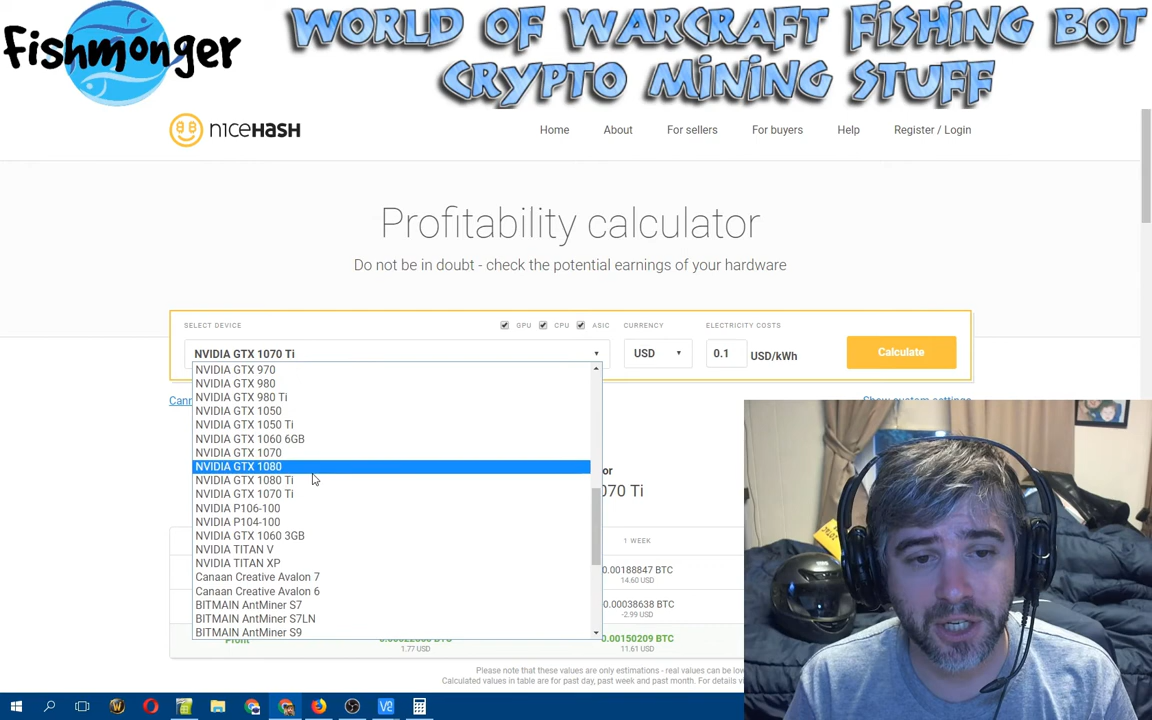 Fishmonger
WORLD OF WARCRAFT FISHING BOT
CRYPTO MINING STUFF
niceHASH
Home About For sellers For buyers Help Register / Login
Profitability calculator
Do not be in doubt - check the potential earnings of your hardware
SELECT DEVICE GPU CPU ASIC CURRENCY ELECTRICITY COSTS
NVIDIA GTX 1070 Ti USD 0.1 USD/kWh Calculate
NVIDIA GTX 970
NVIDIA GTX 980
NVIDIA GTX 980 Ti
NVIDIA GTX 1050
NVIDIA GTX 1050 Ti
NVIDIA GTX 1060 6GB
NVIDIA GTX 1070
NVIDIA GTX 1080
NVIDIA GTX 1080 Ti
NVIDIA GTX 1070 Ti
NVIDIA P106-100
NVIDIA P104-100
NVIDIA GTX 1060 3GB
NVIDIA TITAN V
NVIDIA TITAN XP
Canaan Creative Avalon 7
Canaan Creative Avalon 6
BITMAIN AntMiner S7
BITMAIN AntMiner S7LN
BITMAIN AntMiner S9
Cann
or
070 Ti
1 WEEK
0.00188847 BTC
14.60 USD
0.00038638 BTC
-2.99 USD
0.00150209 BTC
1.77 USD 11.61 USD
Please note that these values are only estimations - real values can be low
Calculated values in table are for past day, past week and past month. For details vi